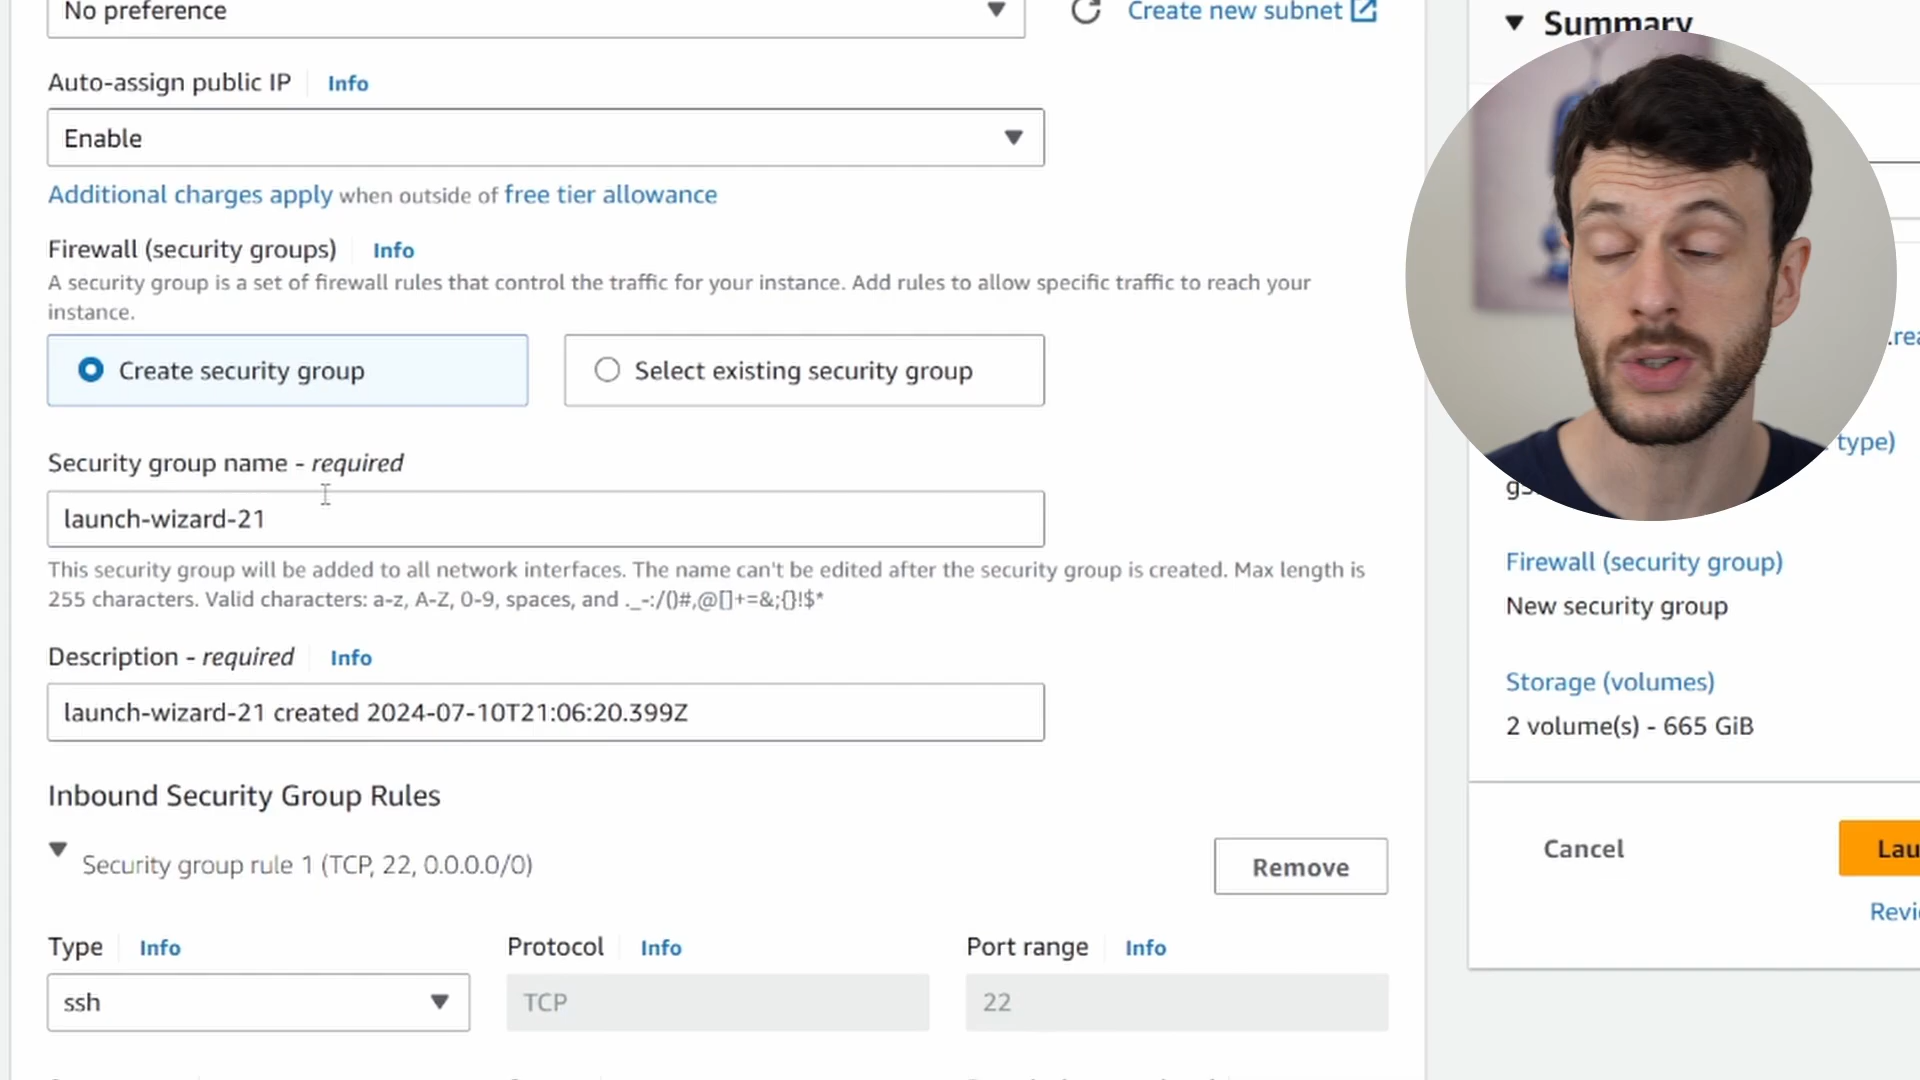 No preference
Create new subnet
Summary
Auto-assign public IP Info
Enable
Additional charges apply when outside of free tier allowance
Firewall (security groups) Info
A security group is a set of firewall rules that control the traffic for your instance. Add rules to allow specific traffic to reach your
instance.
Create security group
Select existing security group
type)
Security group name - required
launch-wizard-21
This security group will be added to all network interfaces. The name can't be edited after the security group is created. Max length is
255 characters. Valid characters: a-z, A-Z, 0-9, spaces, and ._-:/()#,@[]+=&;{}!$*
Firewall (security group)
New security group
Description - required Info
launch-wizard-21 created 2024-07-10T21:06:20.399Z
Storage (volumes)
2 volume(s) - 665 GiB
Inbound Security Group Rules
Security group rule 1 (TCP, 22, 0.0.0.0/0)
Remove
Cancel
Type Info
Protocol Info
Port range Info
ssh
TCP
22